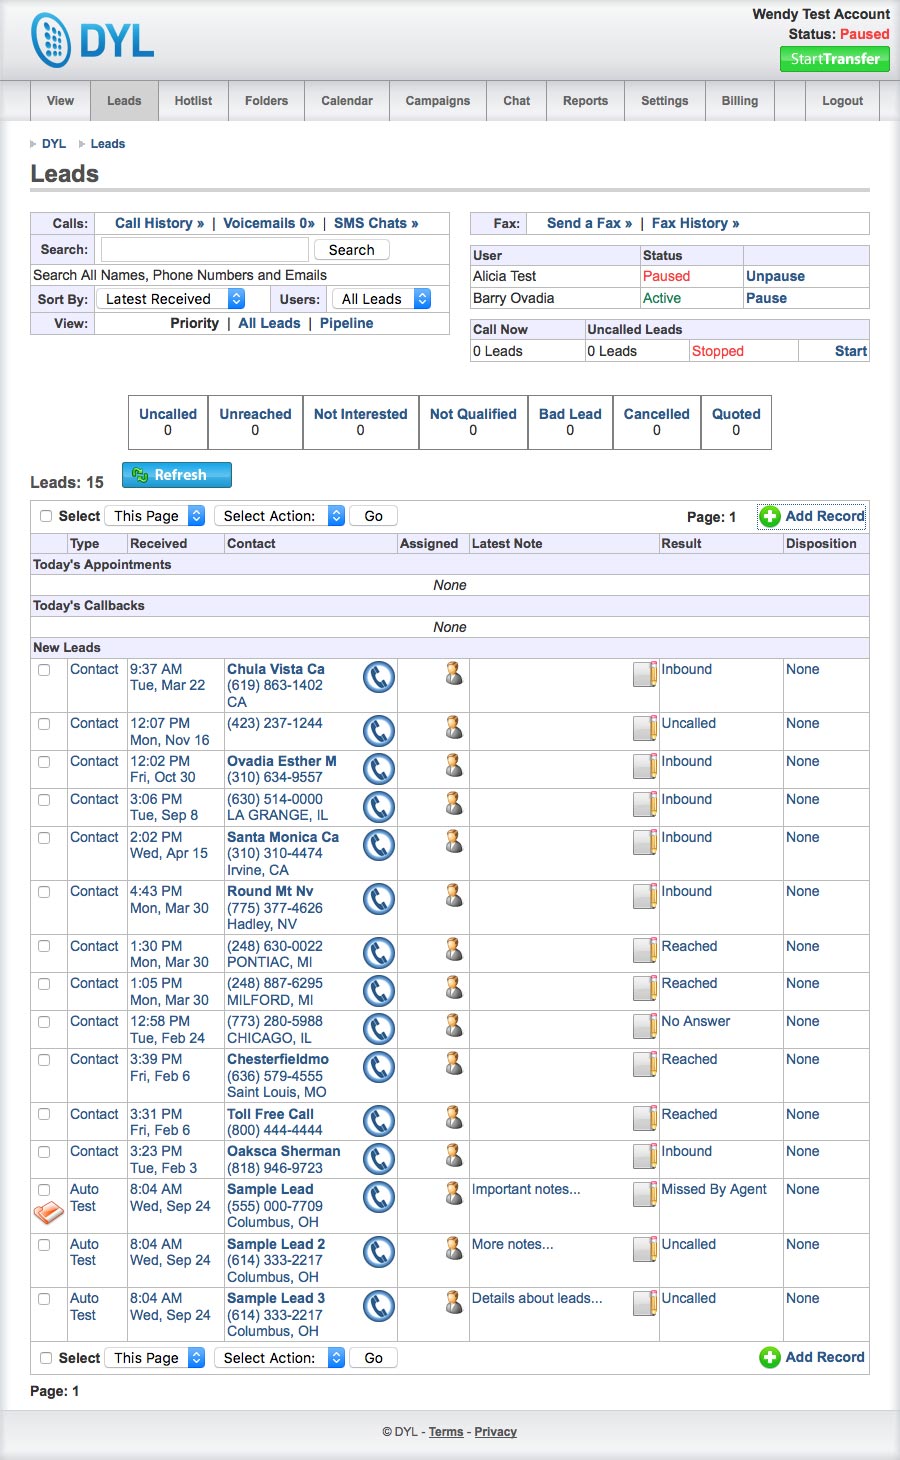 DYL
Wendy Test Account
Status: Paused
StartTransfer
View Leads Hotlist Folders Calendar Campaigns Chat Reports Settings Billing Logout
DYL Leads
Leads
Calls: Call History » | Voicemails 0» | SMS Chats »
Search: Search
Search All Names, Phone Numbers and Emails
Sort By: Latest Received Users: All Leads
View: Priority | All Leads | Pipeline
Fax: Send a Fax » | Fax History »
User Status
Alicia Test Paused Unpause
Barry Ovadia Active Pause
Call Now Uncalled Leads
0 Leads 0 Leads Stopped Start
Uncalled Unreached Not Interested Not Qualified Bad Lead Cancelled Quoted
0 0 0 0 0 0 0
Leads: 15 Refresh
Select This Page Select Action: Go Page: 1 Add Record
Type Received Contact Assigned Latest Note Result Disposition
Today's Appointments
None
Today's Callbacks
None
New Leads
Contact 9:37 AM Chula Vista Ca Inbound None
Tue, Mar 22 (619) 863-1402
CA
Contact 12:07 PM (423) 237-1244 Uncalled None
Mon, Nov 16
Contact 12:02 PM Ovadia Esther M Inbound None
Fri, Oct 30 (310) 634-9557
Contact 3:06 PM (630) 514-0000 Inbound None
Tue, Sep 8 LA GRANGE, IL
Contact 2:02 PM Santa Monica Ca Inbound None
Wed, Apr 15 (310) 310-4474
Irvine, CA
Contact 4:43 PM Round Mt Nv Inbound None
Mon, Mar 30 (775) 377-4626
Hadley, NV
Contact 1:30 PM (248) 630-0022 Reached None
Mon, Mar 30 PONTIAC, MI
Contact 1:05 PM (248) 887-6295 Reached None
Mon, Mar 30 MILFORD, MI
Contact 12:58 PM (773) 280-5988 No Answer None
Tue, Feb 24 CHICAGO, IL
Contact 3:39 PM Chesterfieldmo Reached None
Fri, Feb 6 (636) 579-4555
Saint Louis, MO
Contact 3:31 PM Toll Free Call Reached None
Fri, Feb 6 (800) 444-4444
Contact 3:23 PM Oaksca Sherman Inbound None
Tue, Feb 3 (818) 946-9723
Auto 8:04 AM Sample Lead Important notes... Missed By Agent None
Test Wed, Sep 24 (555) 000-7709
Columbus, OH
Auto 8:04 AM Sample Lead 2 More notes... Uncalled None
Test Wed, Sep 24 (614) 333-2217
Columbus, OH
Auto 8:04 AM Sample Lead 3 Details about leads... Uncalled None
Test Wed, Sep 24 (614) 333-2217
Columbus, OH
Select This Page Select Action: Go Add Record
Page: 1
© DYL - Terms - Privacy